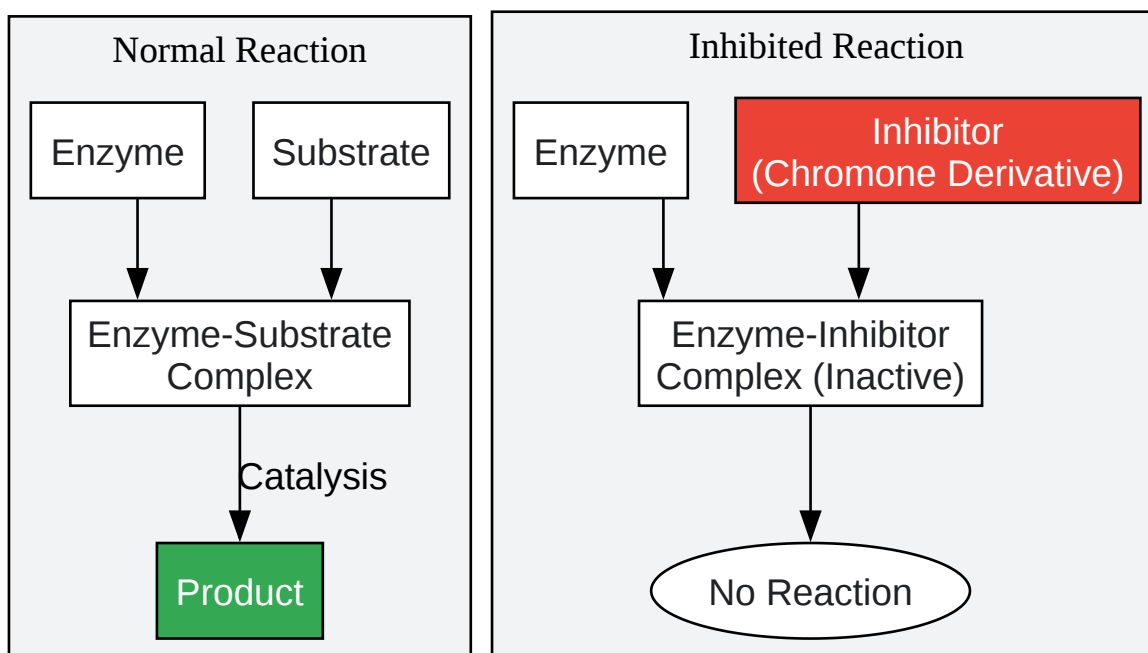 Normal Reaction
Enzyme
Substrate
Enzyme-Substrate
Complex
Catalysis
Product
Inhibited Reaction
Enzyme
Inhibitor
(Chromone Derivative)
Enzyme-Inhibitor
Complex (Inactive)
No Reaction